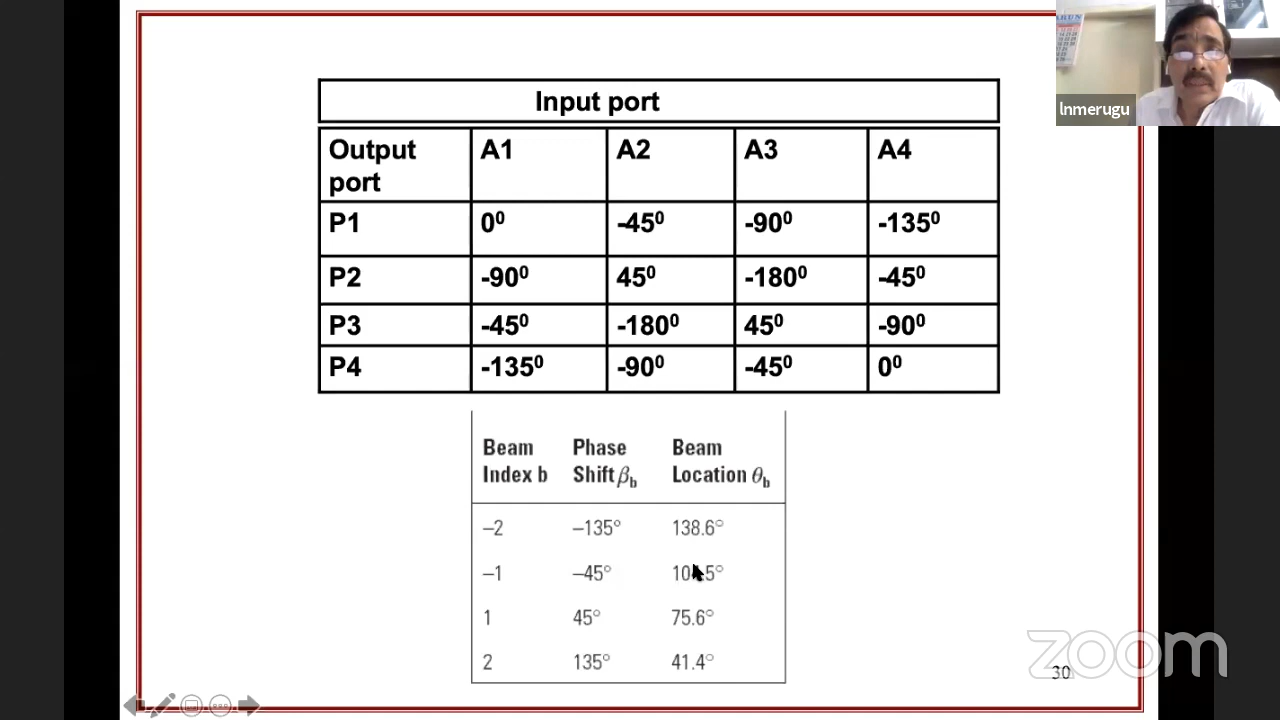 Input port
Output port A1 A2 A3 A4
P1 0⁰ -45⁰ -90⁰ -135⁰
P2 -90⁰ 45⁰ -180⁰ -45⁰
P3 -45⁰ -180⁰ 45⁰ -90⁰
P4 -135⁰ -90⁰ -45⁰ 0⁰
Beam Index b Phase Shift βb Beam Location θb
–2 –135° 138.6°
–1 –45°
1 45° 75.6°
2 135° 41.4°
30
lnmerugu
zoom